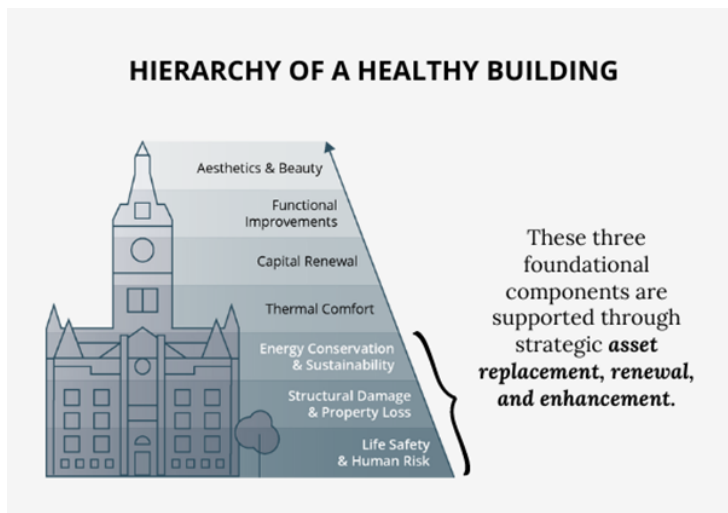 HIERARCHY OF A HEALTHY BUILDING
Aesthetics & Beauty
Functional
Improvements
Capital Renewal
Thermal Comfort
Energy Conservation
& Sustainability
Structural Damage
& Property Loss
Life Safety
& Human Risk
These three
foundational
components are
supported through
strategic asset
replacement, renewal,
and enhancement.